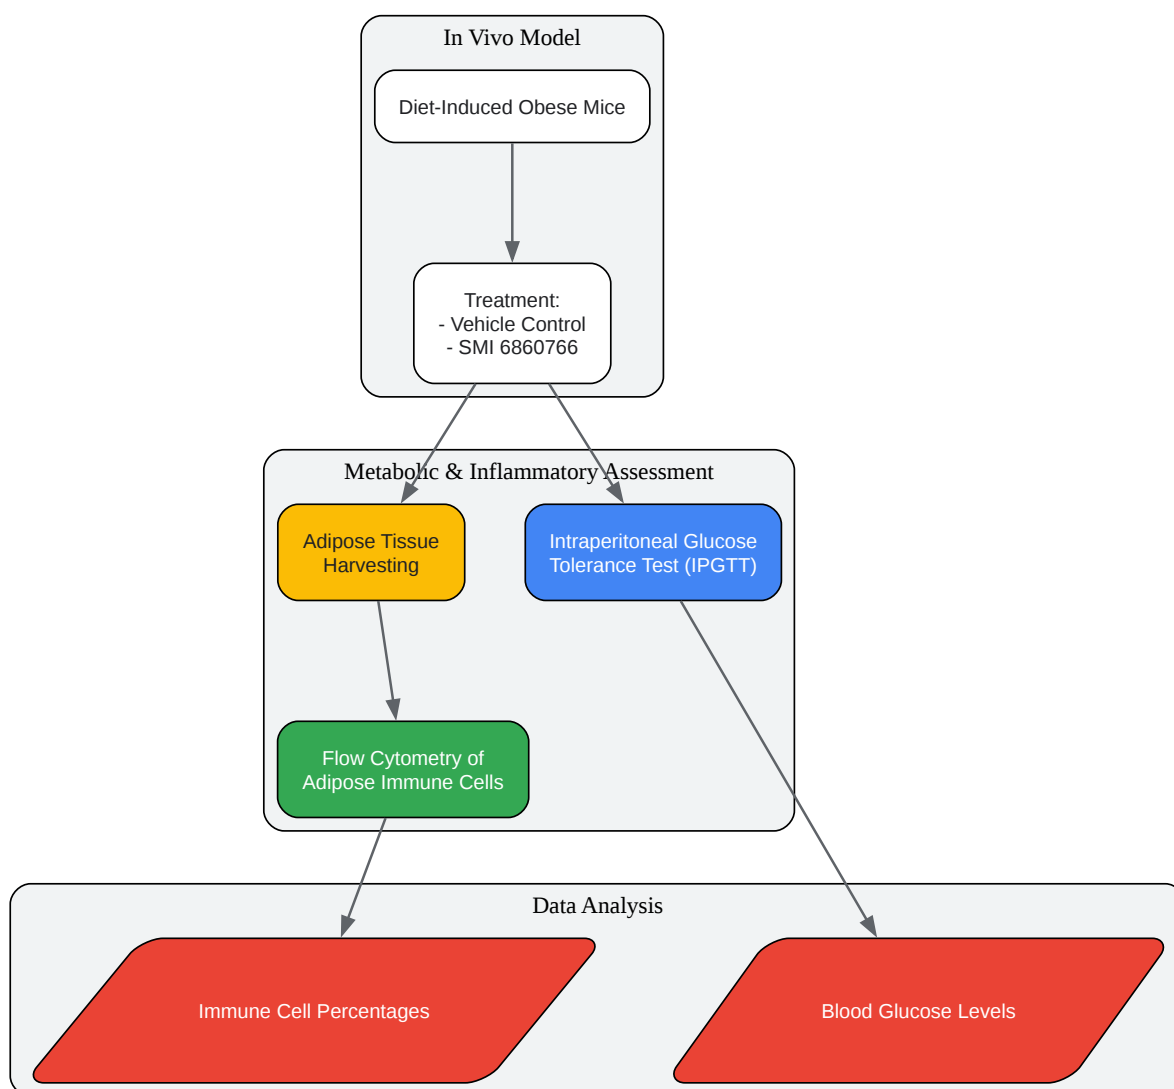 In Vivo Model
Diet-Induced Obese Mice
Treatment:
- Vehicle Control
- SMI 6860766
Metabolic & Inflammatory Assessment
Adipose Tissue
Harvesting
Intraperitoneal Glucose
Tolerance Test (IPGTT)
Flow Cytometry of
Adipose Immune Cells
Data Analysis
Immune Cell Percentages
Blood Glucose Levels